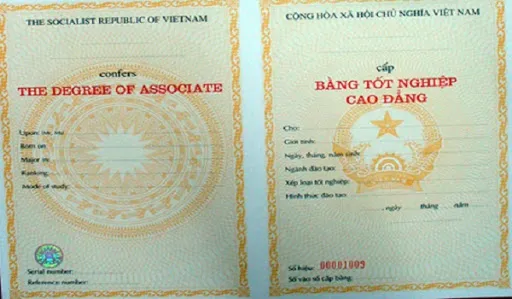 THE SOCIALIST REPUBLIC OF VIETNAM
confers
THE DEGREE OF ASSOCIATE
Upon:
Born on:
Major in:
Ranking:
Mode of study:
Serial number:
Reference number:
CỘNG HÒA XÃ HỘI CHỦ NGHĨA VIỆT NAM
cấp
BẰNG TỐT NGHIỆP
CAO ĐẲNG
Cho:
Giới tính:
Ngày, tháng, năm sinh:
Ngành đào tạo:
Xếp loại tốt nghiệp:
Hình thức đào tạo:
, ngày tháng năm
Số hiệu: 00001009
Số vào sổ cấp bằng: